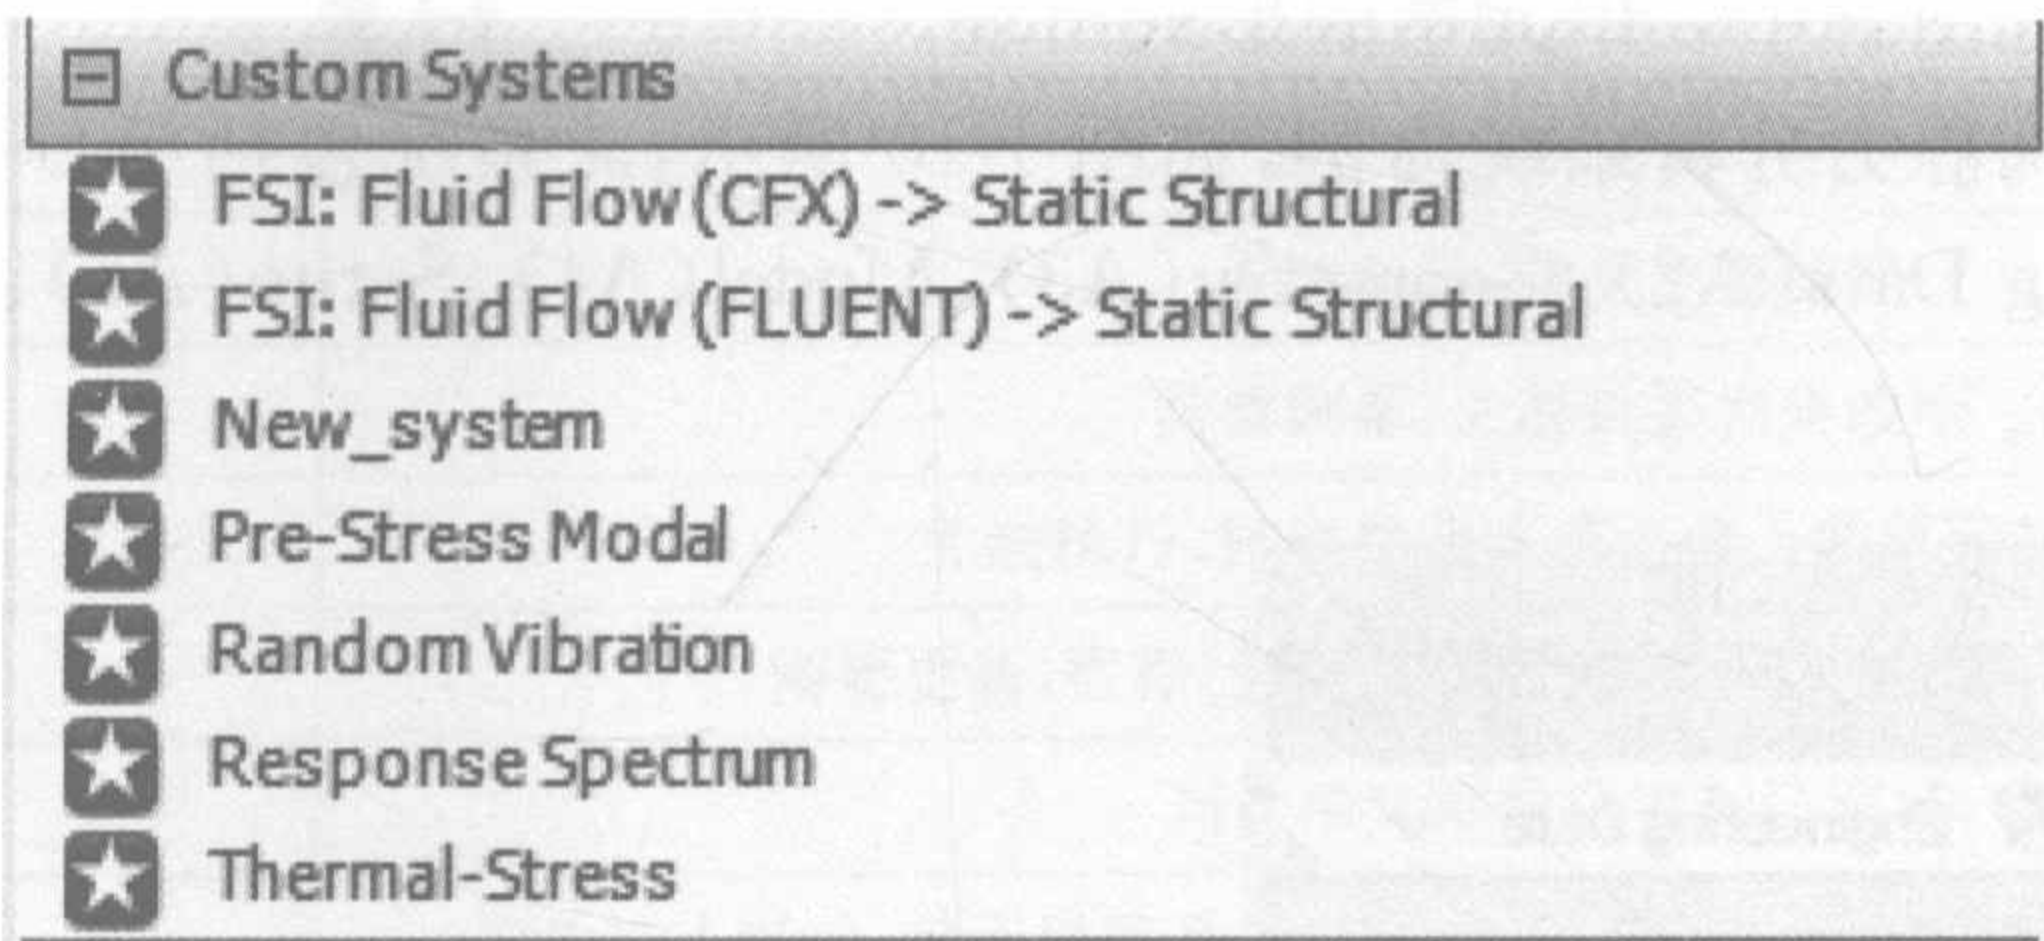 Custom Systems
FSI: Fluid Flow (CFX) -> Static Structural
FSI: Fluid Flow (FLUENT) -> Static Structural
New_system
Pre-Stress Modal
Random Vibration
Response Spectrum
Thermal-Stress